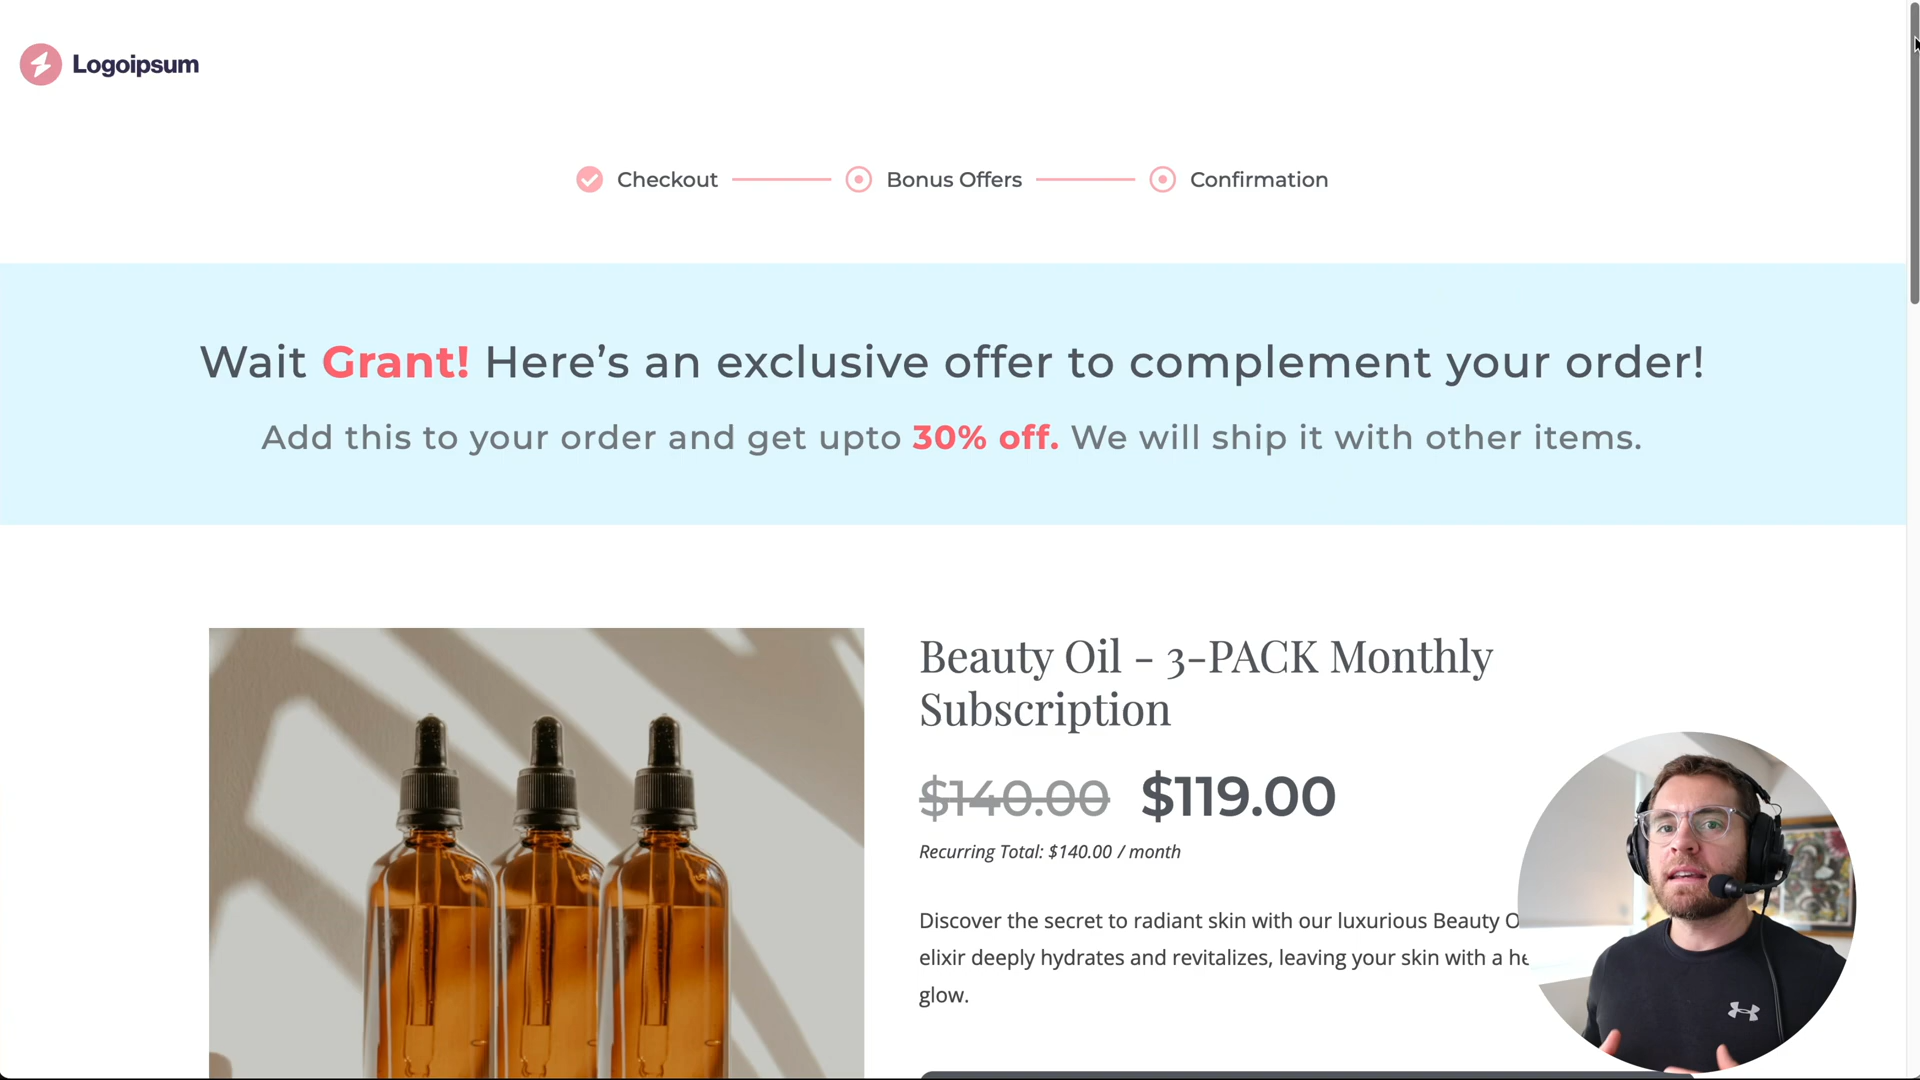 Logoipsum
Checkout
Bonus Offers
Confirmation
Wait Grant! Here’s an exclusive offer to complement your order!
Add this to your order and get upto 30% off. We will ship it with other items.
Beauty Oil - 3-PACK Monthly
Subscription
$140.00 $119.00
Recurring Total: $140.00 / month
Discover the secret to radiant skin with our luxurious Beauty
elixir deeply hydrates and revitalizes, leaving your skin with a
glow.